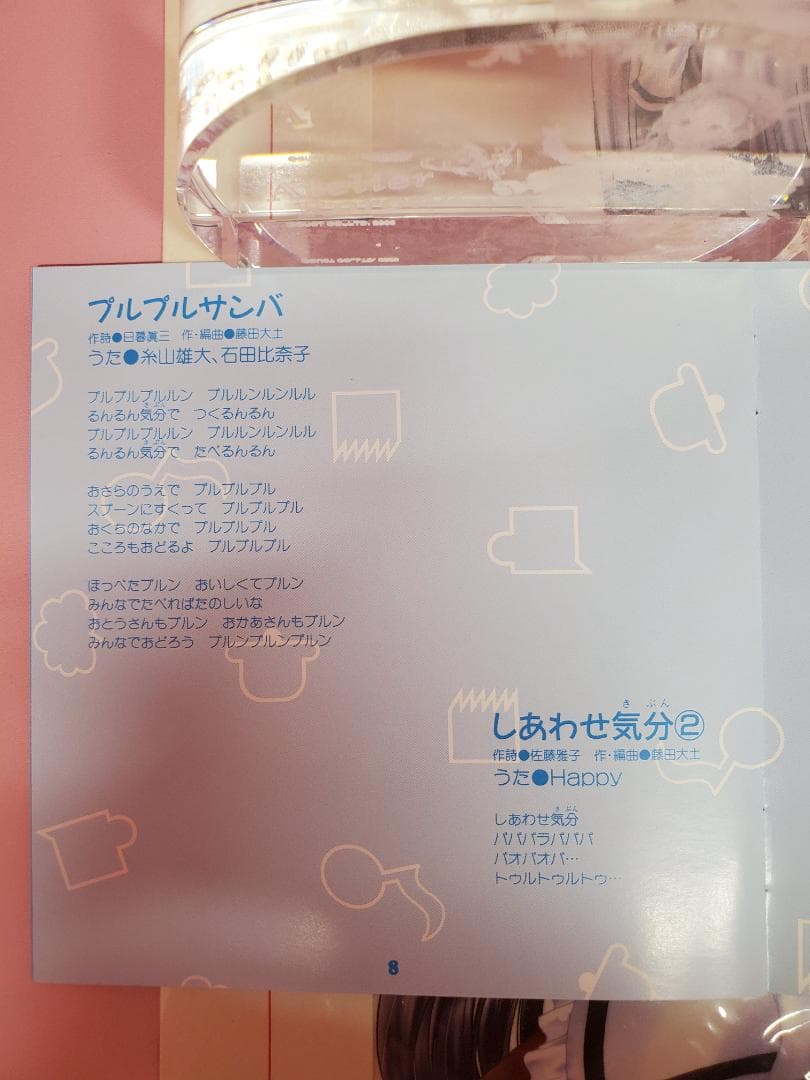 プルプルサンバ
作詩●日暮眞三 作・編曲●藤田大土
うた●糸山雄大、石田比奈子
プルプルプルルン プルルンルンルル
るんるん気分で つくるんるん
プルプルプルルン プルルンルンルル
るんるん気分で たべるんるん
おさらのうえで プルプルプル
スプーンにすくって プルプルプル
おくちのなかで プルプルプル
こころもおどるよ プルプルプル
ほっぺたプルン おいしくてプルン
みんなでたべればたのしいな
おとうさんもプルン おかあさんもプルン
みんなでおどろう プルンプルンプルン
しあわせ気分②
作詩●佐藤雅子 作・編曲●藤田大土
うた●Happy
しあわせ気分
パパパラパパパ
パオパオパ…
トゥルトゥルトゥ…
8